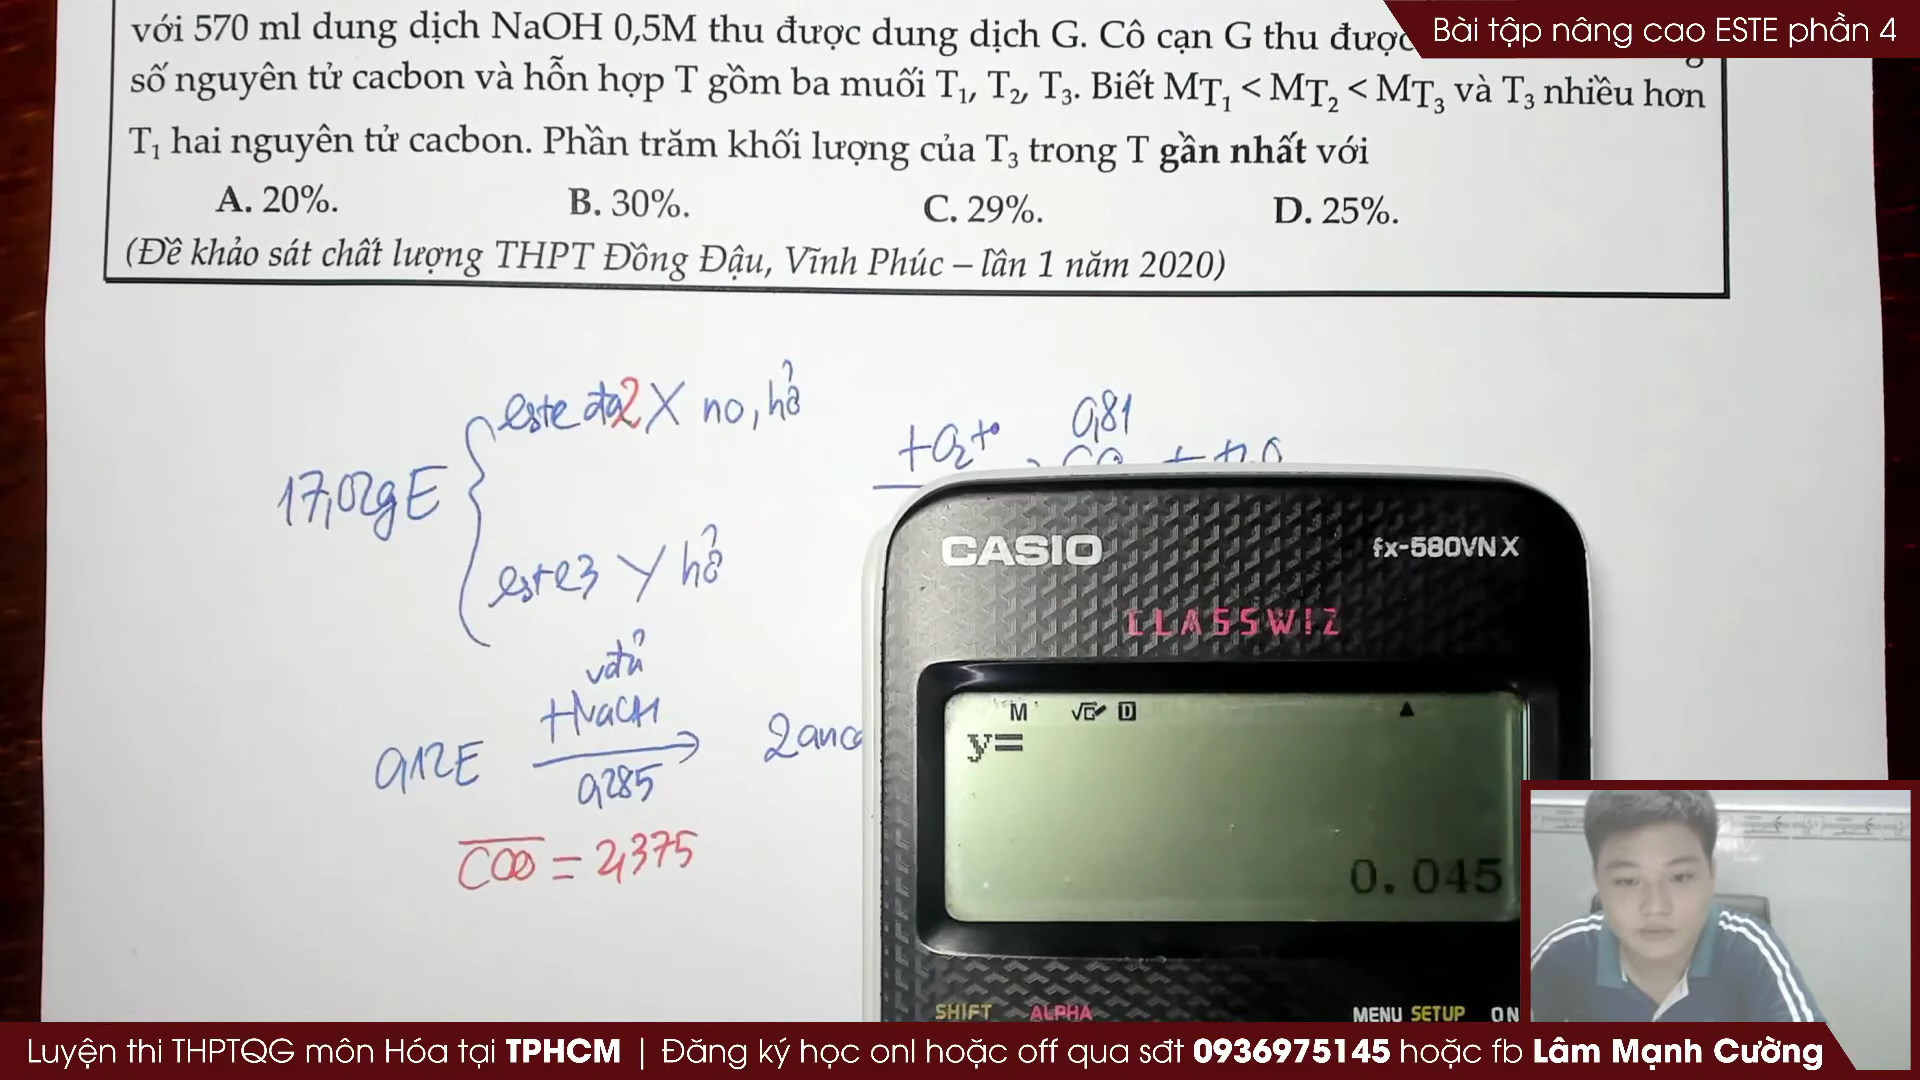 Bài tập nâng cao ESTE phần 4
với 570 ml dung dịch NaOH 0,5M thu được dung dịch G. Cô cạn G thu được
số nguyên tử cacbon và hỗn hợp T gồm ba muối T₁, T₂, T₃. Biết MT₁ < MT₂ < MT₃ và T₃ nhiều hơn
T₁ hai nguyên tử cacbon. Phần trăm khối lượng của T₃ trong T gần nhất với
A. 20%. B. 30%. C. 29%. D. 25%.
(Đề khảo sát chất lượng THPT Đồng Đậu, Vĩnh Phúc – lần 1 năm 2020)
este 2 X no, hở
0,81
+O₂ t°
17,02g E
este 3 Y hở
CASIO fx-580VN X
CLASSWIZ
vđủ
+NaOH
0,12E 0,285 2 anco
COO = 2,375
M √ D
y=
0.045
SHIFT ALPHA MENU SETUP ON
Luyện thi THPTQG môn Hóa tại TPHCM | Đăng ký học onl hoặc off qua sđt 0936975145 hoặc fb Lâm Mạnh Cường